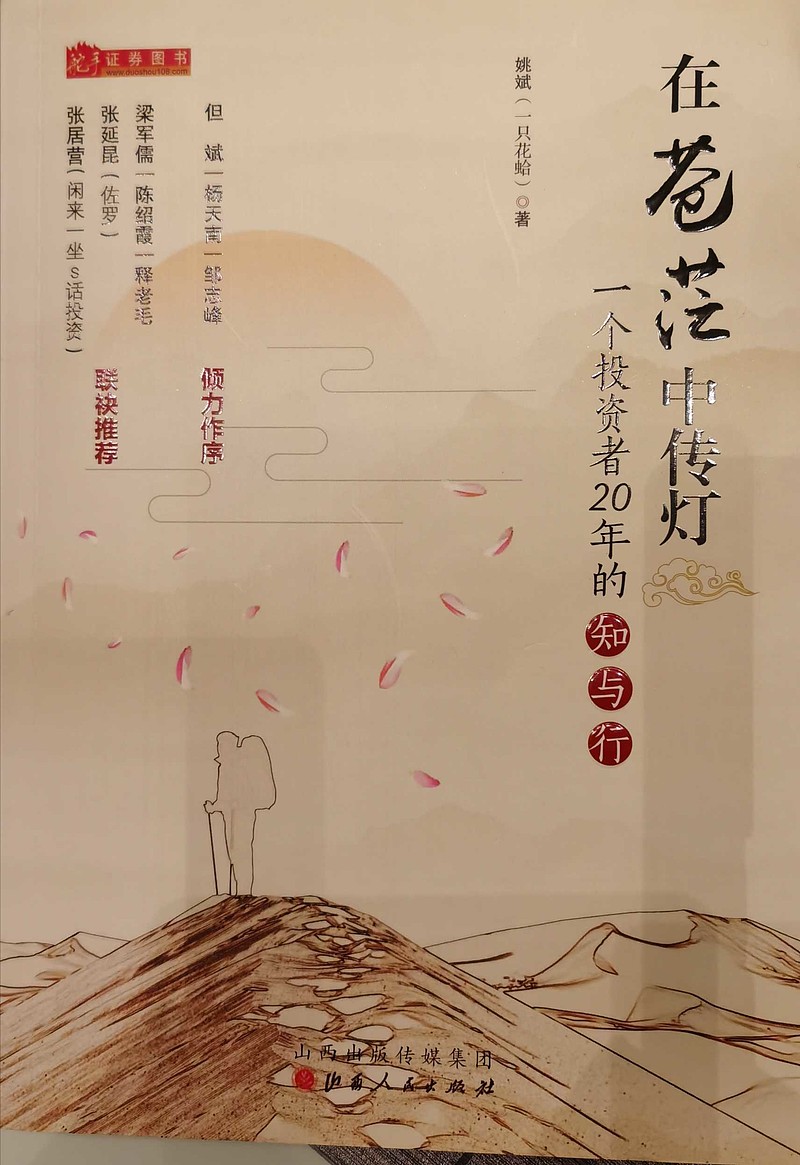 在苍茫中传灯
一个投资者20年的知与行
姚斌（一只花蛤）◎著
但 斌|杨天南|邹志峰
倾力作序
梁军儒|陈绍霞|释老毛
张延昆（佐罗）
张居营（闲来一坐s话投资）
联袂推荐
舵手证券图书
www.duoshou108.com
山西出版传媒集团
山西人民出版社